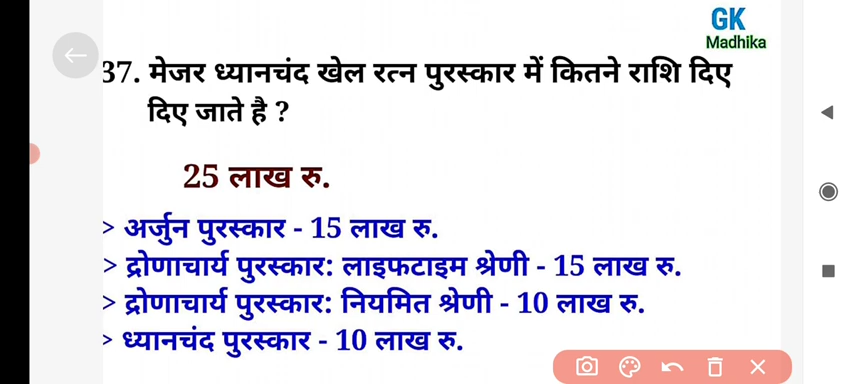 GK
Madhika
37. मेजर ध्यानचंद खेल रत्न पुरस्कार में कितने राशि दिए
दिए जाते है ?
25 लाख रु.
> अर्जुन पुरस्कार - 15 लाख रु.
> द्रोणाचार्य पुरस्कार: लाइफटाइम श्रेणी - 15 लाख रु.
> द्रोणाचार्य पुरस्कार: नियमित श्रेणी - 10 लाख रु.
> ध्यानचंद पुरस्कार - 10 लाख रु.